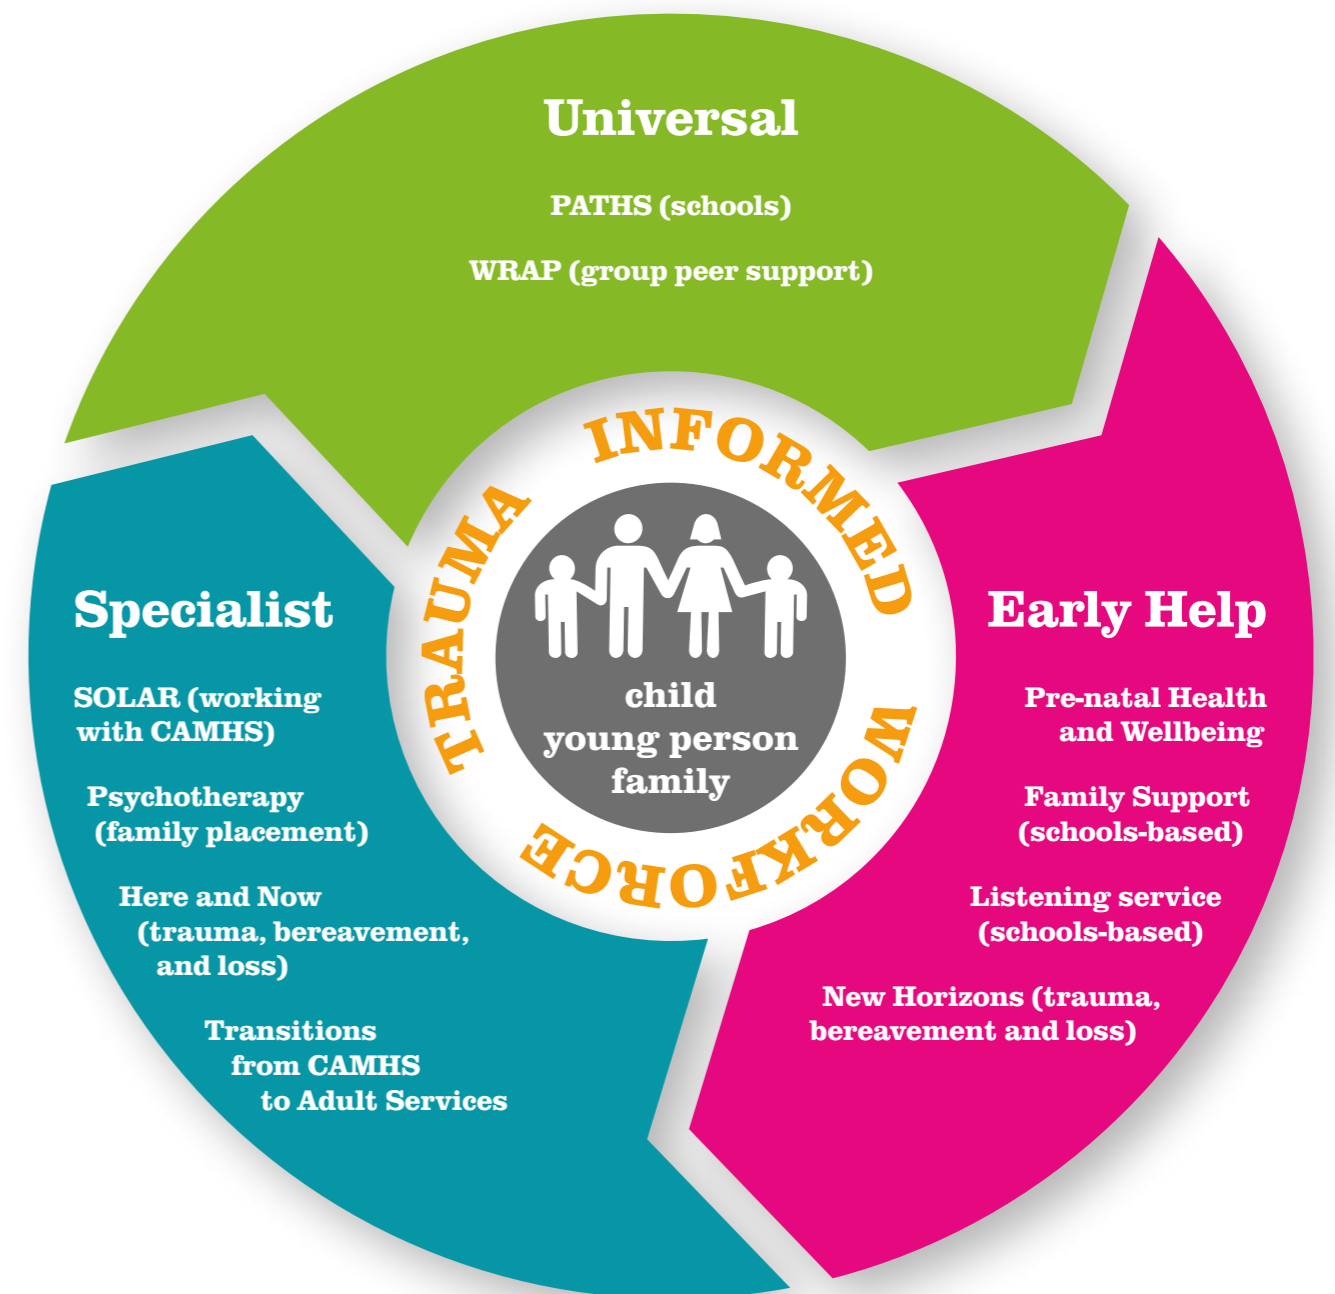 Universal
PATHS (schools)
WRAP (group peer support)
TRAUMA INFORMED WORKFORCE
child
young person
family
Early Help
Pre-natal Health
and Wellbeing
Family Support
(schools-based)
Listening service
(schools-based)
New Horizons (trauma,
bereavement and loss)
Specialist
SOLAR (working
with CAMHS)
Psychotherapy
(family placement)
Here and Now
(trauma, bereavement,
and loss)
Transitions
from CAMHS
to Adult Services